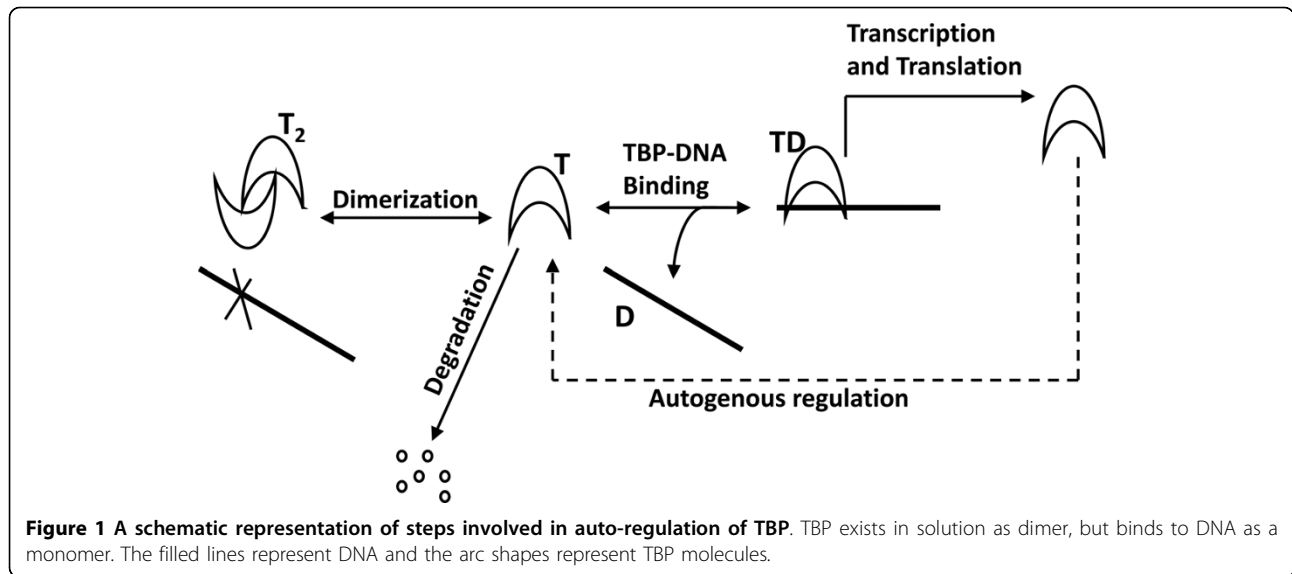 Transcription
and Translation
T₂
T
TBP-DNA
Binding
TD
Dimerization
Degradation
D
Autogenous regulation
Figure 1 A schematic representation of steps involved in auto-regulation of TBP. TBP exists in solution as dimer, but binds to DNA as a
monomer. The filled lines represent DNA and the arc shapes represent TBP molecules.